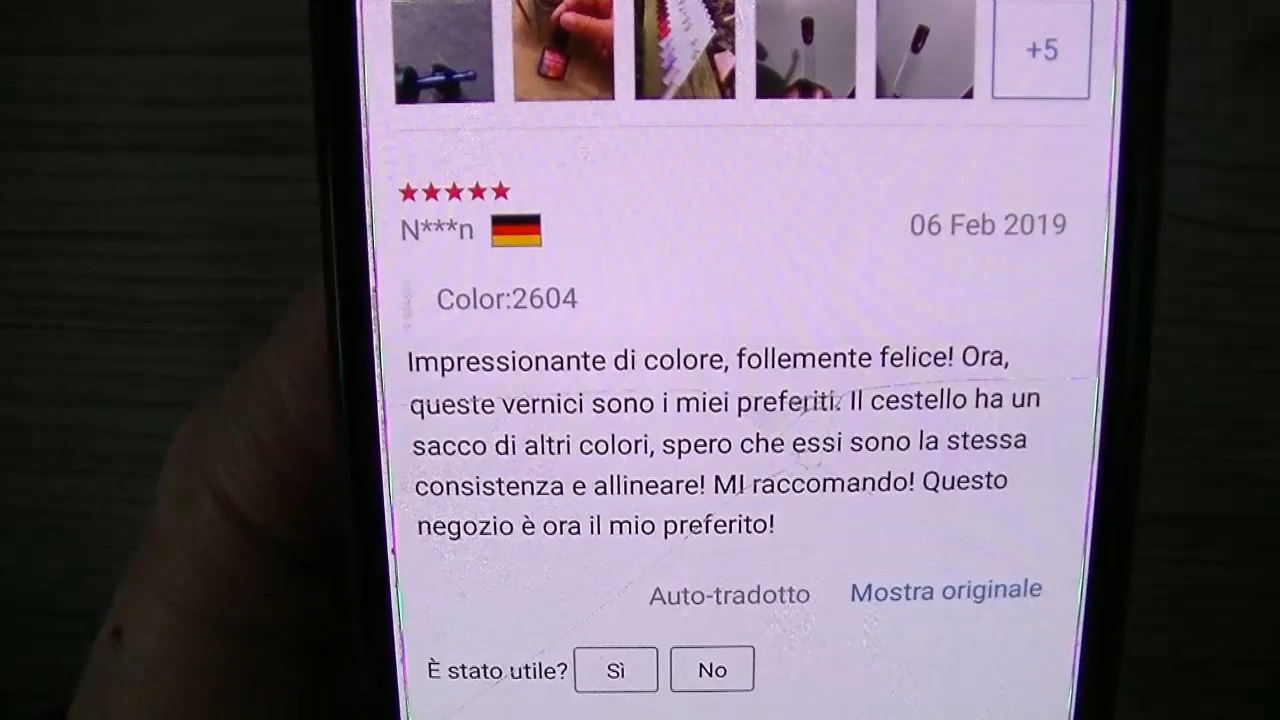 +5
★★★★★
N***n
06 Feb 2019
Color:2604
Impressionante di colore, follemente felice! Ora,
queste vernici sono i miei preferiti. Il cestello ha un
sacco di altri colori, spero che essi sono la stessa
consistenza e allineare! MI raccomando! Questo
negozio è ora il mio preferito!
Auto-tradotto Mostra originale
È stato utile? Sì No